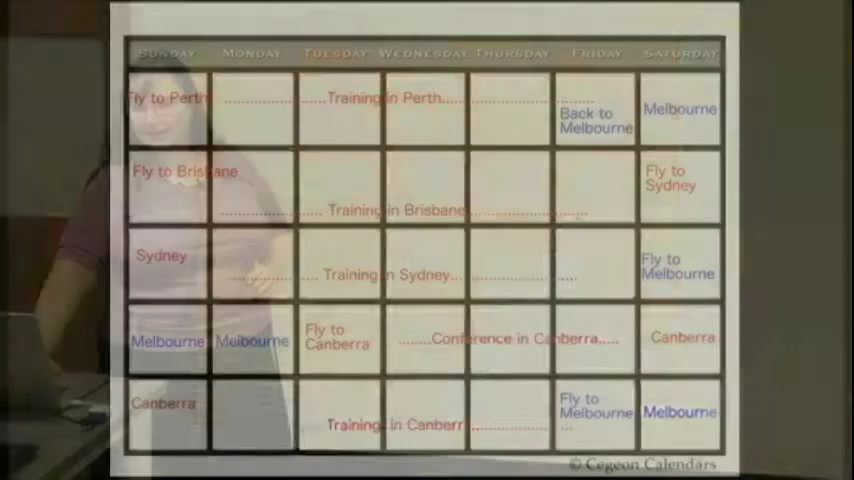 SUNDAY MONDAY TUESDAY WEDNESDAY THURSDAY FRIDAY SATURDAY
Fly to Perth ....................Training in Perth..........................
Back to
Melbourne
Melbourne
Fly to Brisbane
.................... Training in Brisbane.......................
Fly to
Sydney
Sydney
.................. Training in Sydney........................
Fly to
Melbourne
Melbourne
Melbourne
Fly to
Canberra
........Conference in Canberra.....
Canberra
Canberra
Training in Canberr ...................
Fly to
Melbourne
Melbourne
© Cegeon Calendars